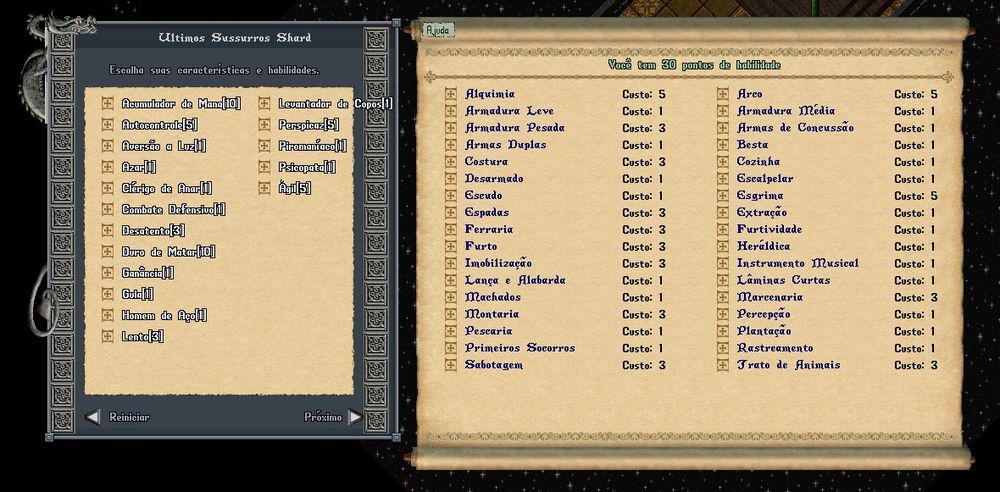 Ultimos Sussurros Shard
Escolha suas características e habilidades.
Acumulador de Mana[10]
Autocontrole[5]
Aversão a Luz[1]
Azar[1]
Clérigo de Anar[1]
Combate Defensivo[1]
Desatento[3]
Duro de Matar[10]
Ganância[1]
Gula[1]
Homem de Aço[1]
Lento[3]
Levantador de Copos[1]
Perspicaz[5]
Piromaníaco[1]
Psicopata[1]
Ágil[5]
Reiniciar Próximo
Ajuda
Você tem 30 pontos de habilidade
Alquimia Custo: 5 Arco Custo: 5
Armadura Leve Custo: 1 Armadura Média Custo: 1
Armadura Pesada Custo: 3 Armas de Concussão Custo: 1
Armas Duplas Custo: 1 Besta Custo: 1
Costura Custo: 3 Cozinha Custo: 1
Desarmado Custo: 1 Escalpelar Custo: 1
Escudo Custo: 1 Esgrima Custo: 5
Espadas Custo: 3 Extração Custo: 1
Ferraria Custo: 3 Furtividade Custo: 1
Furto Custo: 3 Heráldica Custo: 1
Imobilização Custo: 3 Instrumento Musical Custo: 1
Lança e Alabarda Custo: 1 Lâminas Curtas Custo: 1
Machados Custo: 1 Marcenaria Custo: 3
Montaria Custo: 3 Percepção Custo: 1
Pescaria Custo: 1 Plantação Custo: 1
Primeiros Socorros Custo: 1 Rastreamento Custo: 1
Sabotagem Custo: 3 Trato de Animais Custo: 3